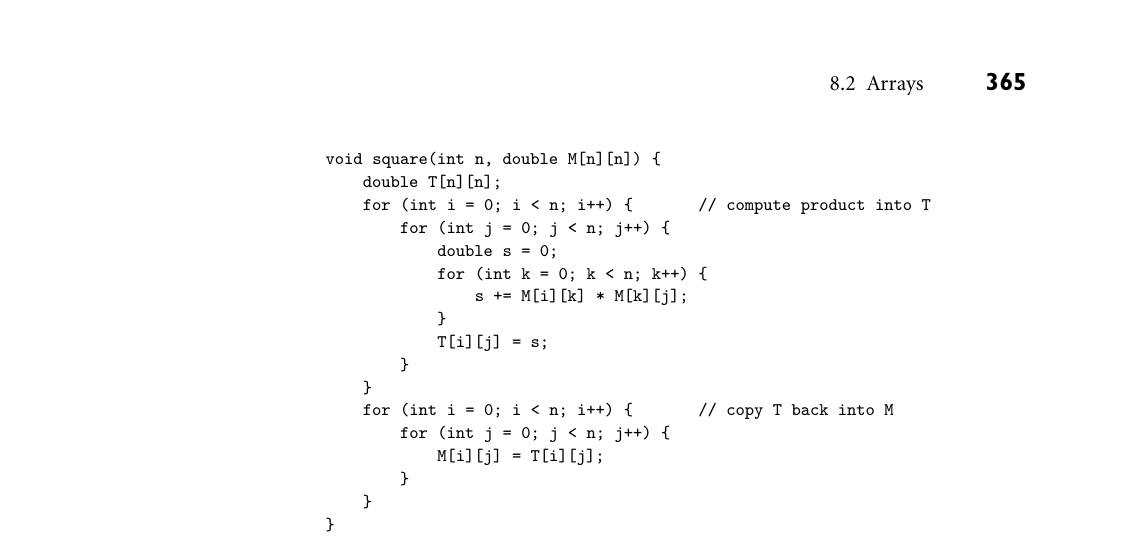 8.2 Arrays 365
void square(int n, double M[n][n]) {
    double T[n][n];
    for (int i = 0; i < n; i++) {       // compute product into T
        for (int j = 0; j < n; j++) {
            double s = 0;
            for (int k = 0; k < n; k++) {
                s += M[i][k] * M[k][j];
            }
            T[i][j] = s;
        }
    }
    for (int i = 0; i < n; i++) {       // copy T back into M
        for (int j = 0; j < n; j++) {
            M[i][j] = T[i][j];
        }
    }
}